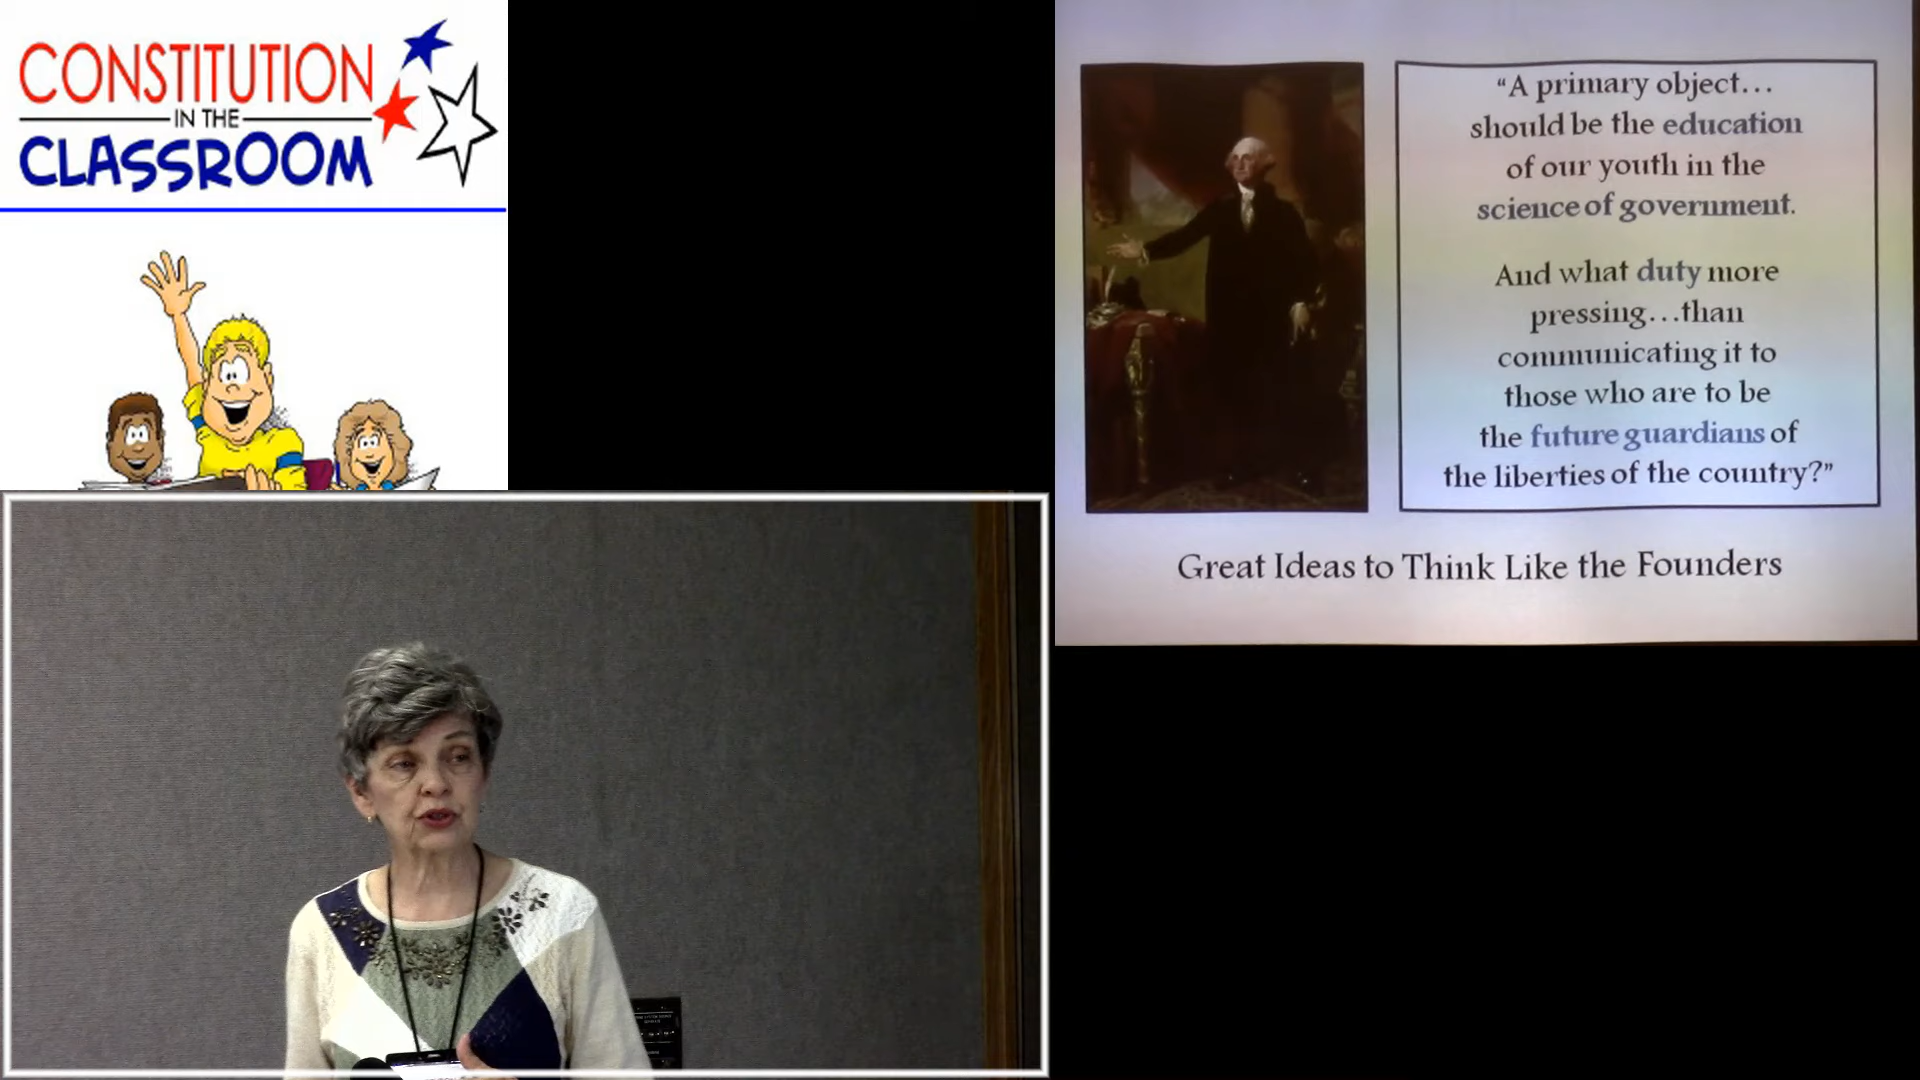 CONSTITUTION
IN THE
CLASSROOM
“A primary object…
should be the education
of our youth in the
science of government.
And what duty more
pressing…than
communicating it to
those who are to be
the future guardians of
the liberties of the country?”
Great Ideas to Think Like the Founders